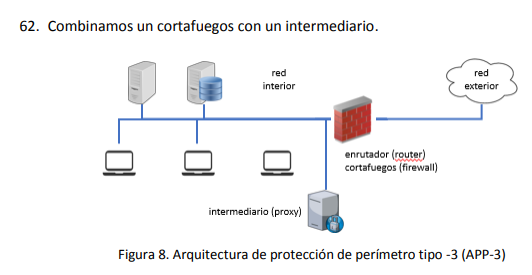 62. Combinamos un cortafuegos con un intermediario.
red
interior
red
exterior
enrutador (router)
cortafuegos (firewall)
intermediario (proxy)
Figura 8. Arquitectura de protección de perímetro tipo -3 (APP-3)